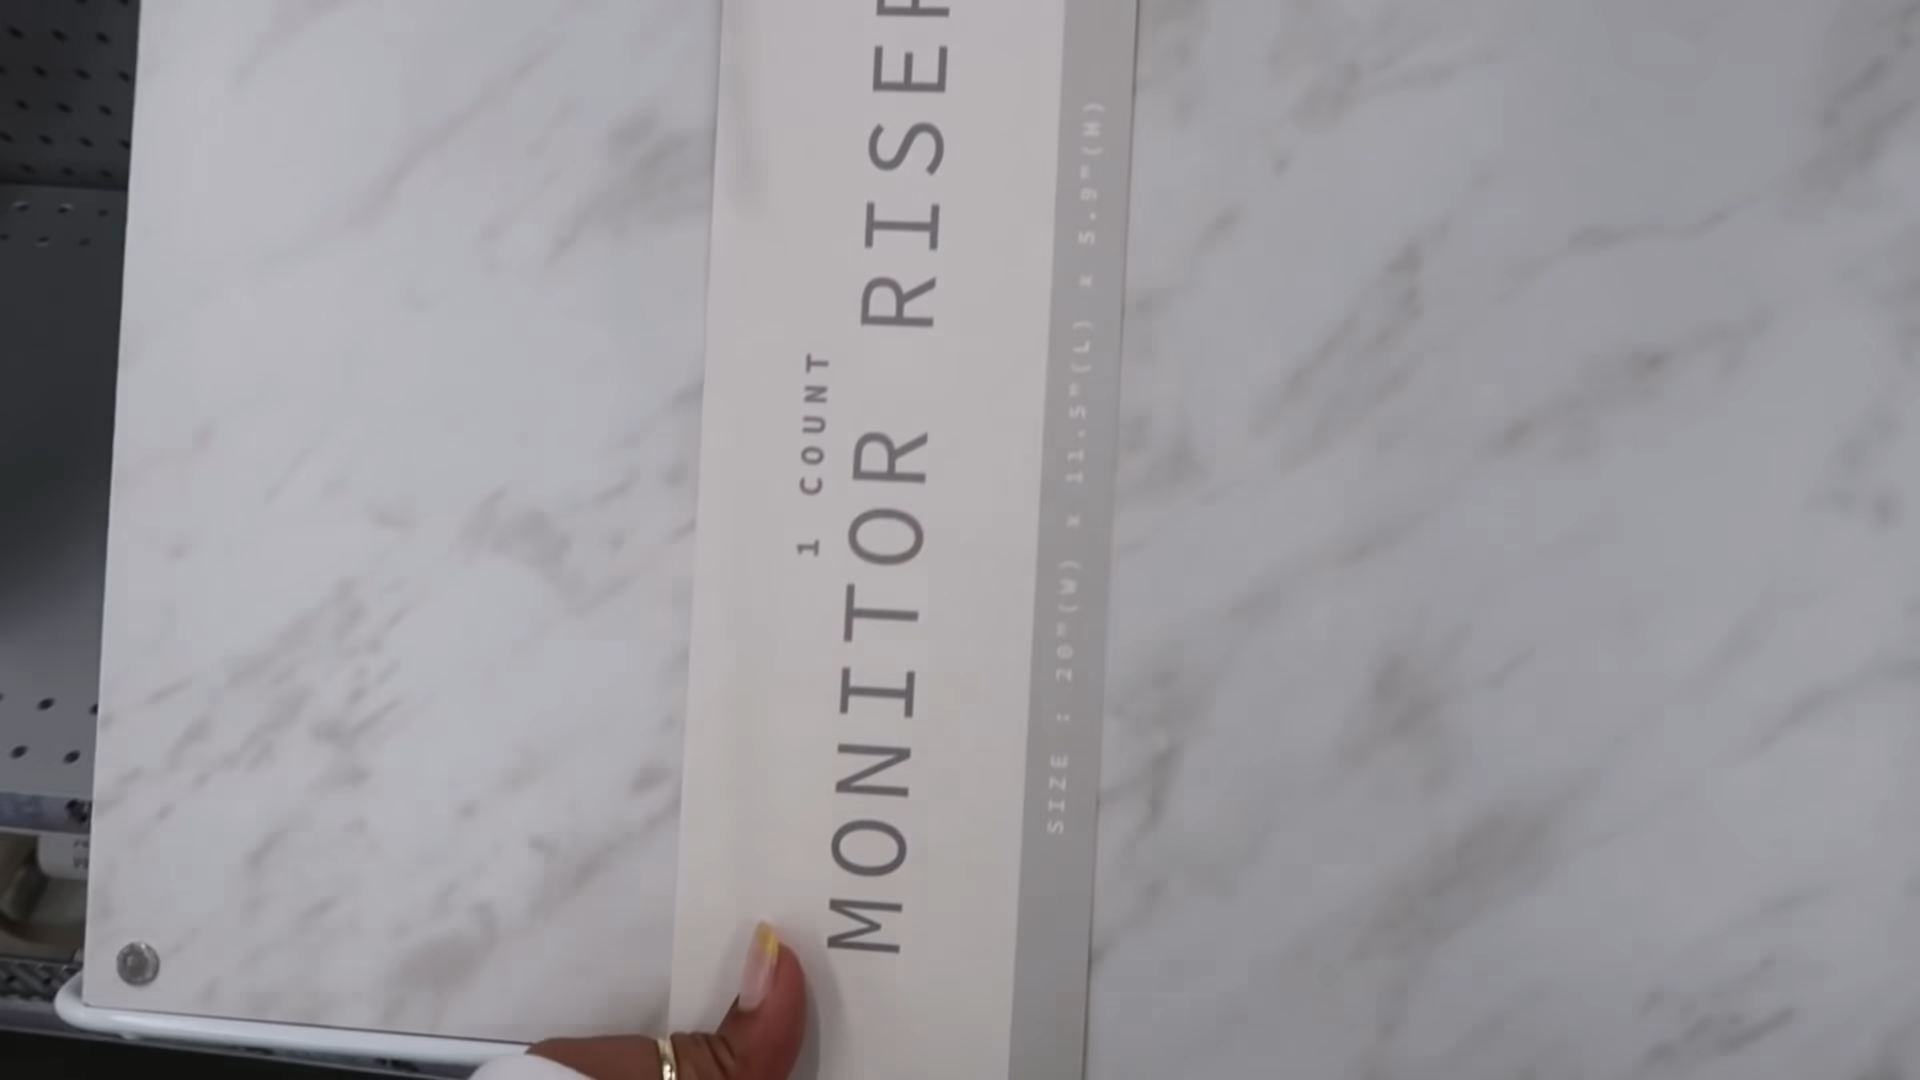 1 COUNT
MONITOR RISER
SIZE : 20"(W) x 11.5"(L) x 5.9"(H)